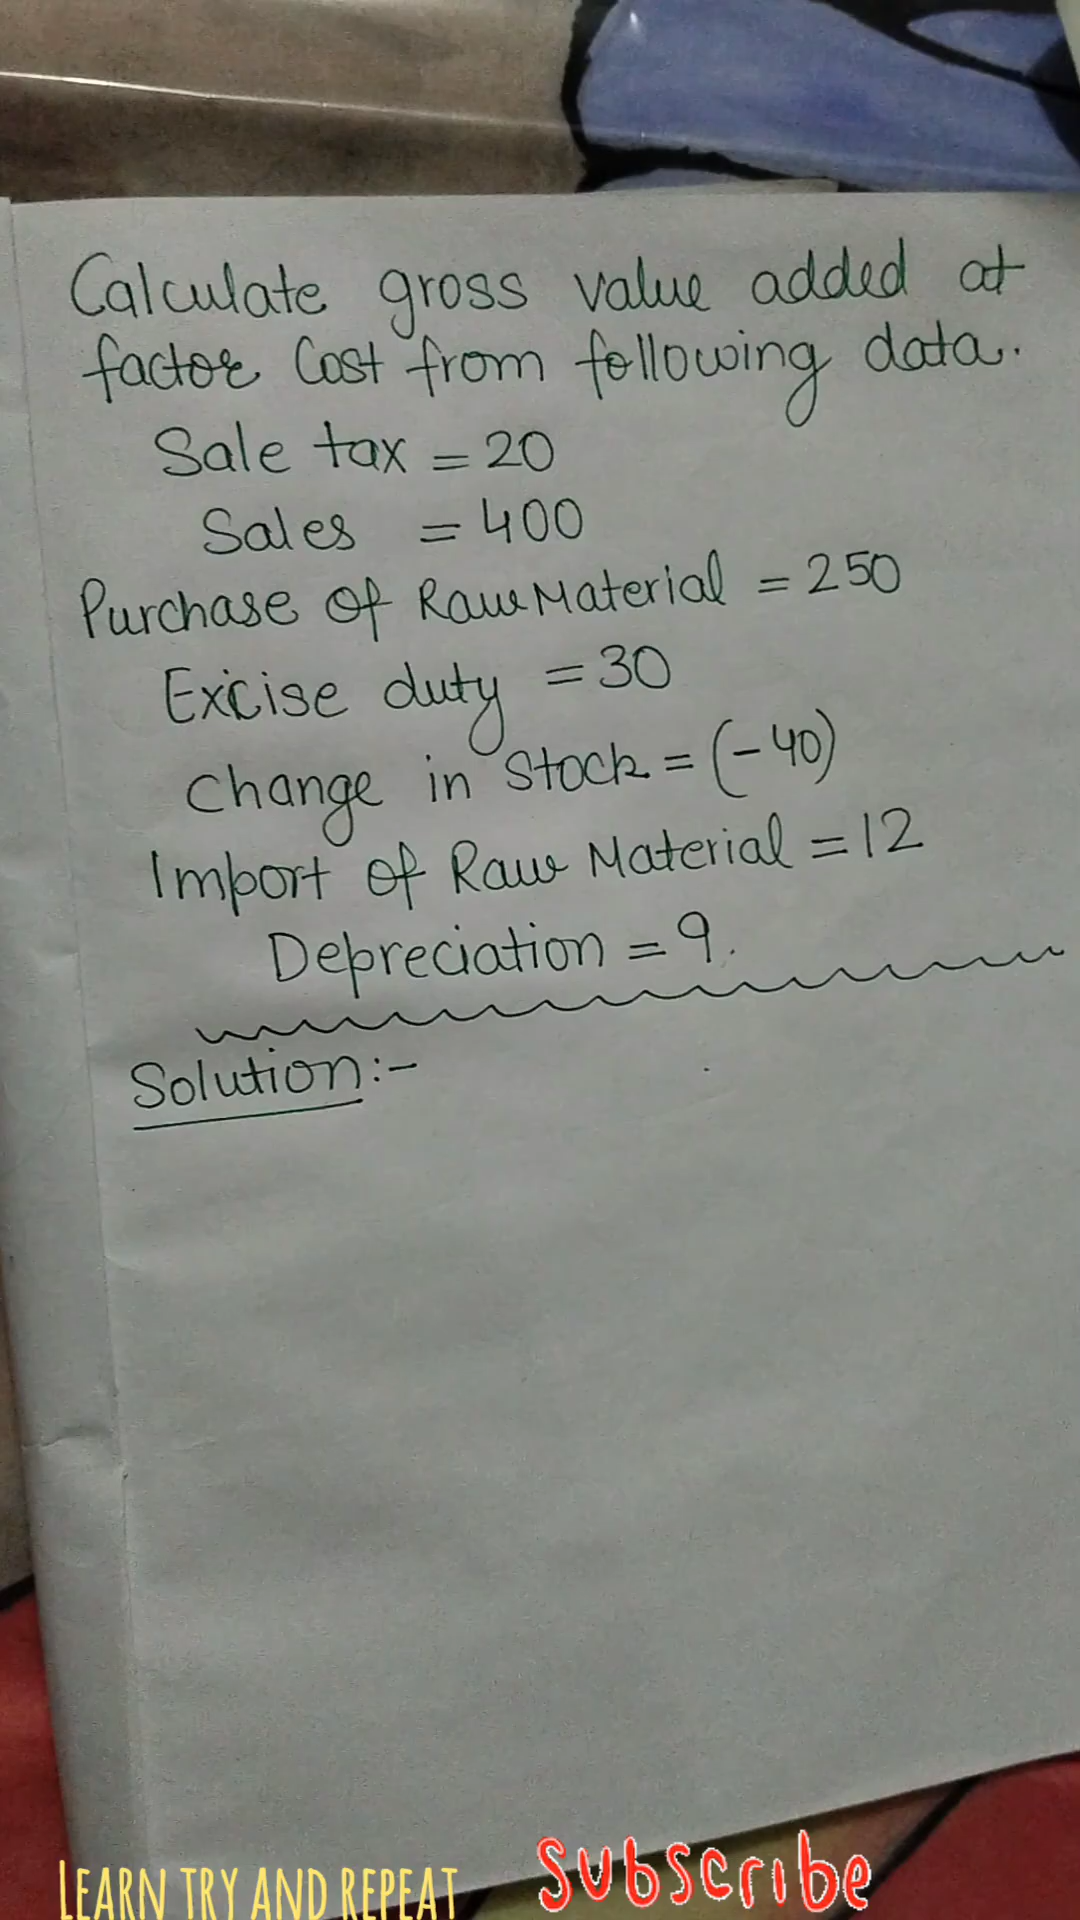 Calculate gross value added at
factor Cost from following data.
Sale tax = 20
Sales = 400
Purchase of Raw Material = 250
Excise duty = 30
Change in Stock = (-40)
Import of Raw Material = 12
Depreciation = 9.
Solution:-
LEARN TRY AND REPEAT
Subscribe